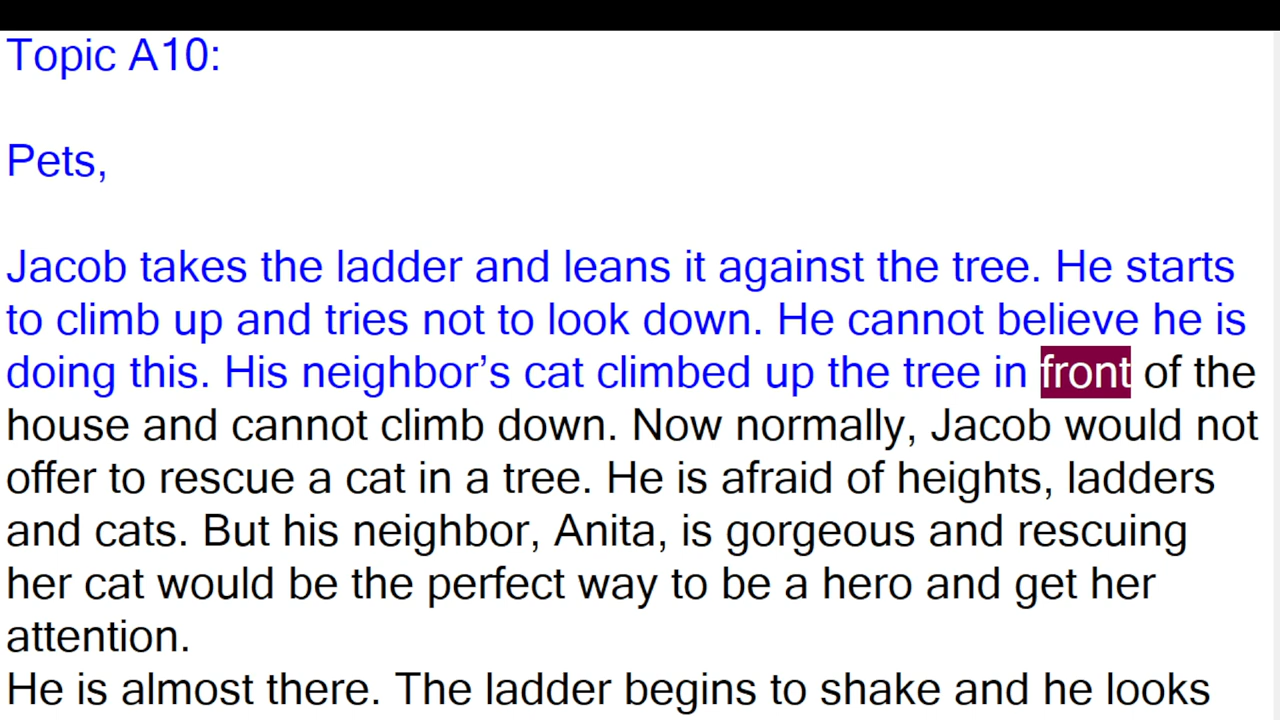 Topic A10:
Pets,
Jacob takes the ladder and leans it against the tree. He starts
to climb up and tries not to look down. He cannot believe he is
doing this. His neighbor’s cat climbed up the tree in front of the
house and cannot climb down. Now normally, Jacob would not
offer to rescue a cat in a tree. He is afraid of heights, ladders
and cats. But his neighbor, Anita, is gorgeous and rescuing
her cat would be the perfect way to be a hero and get her
attention.
He is almost there. The ladder begins to shake and he looks